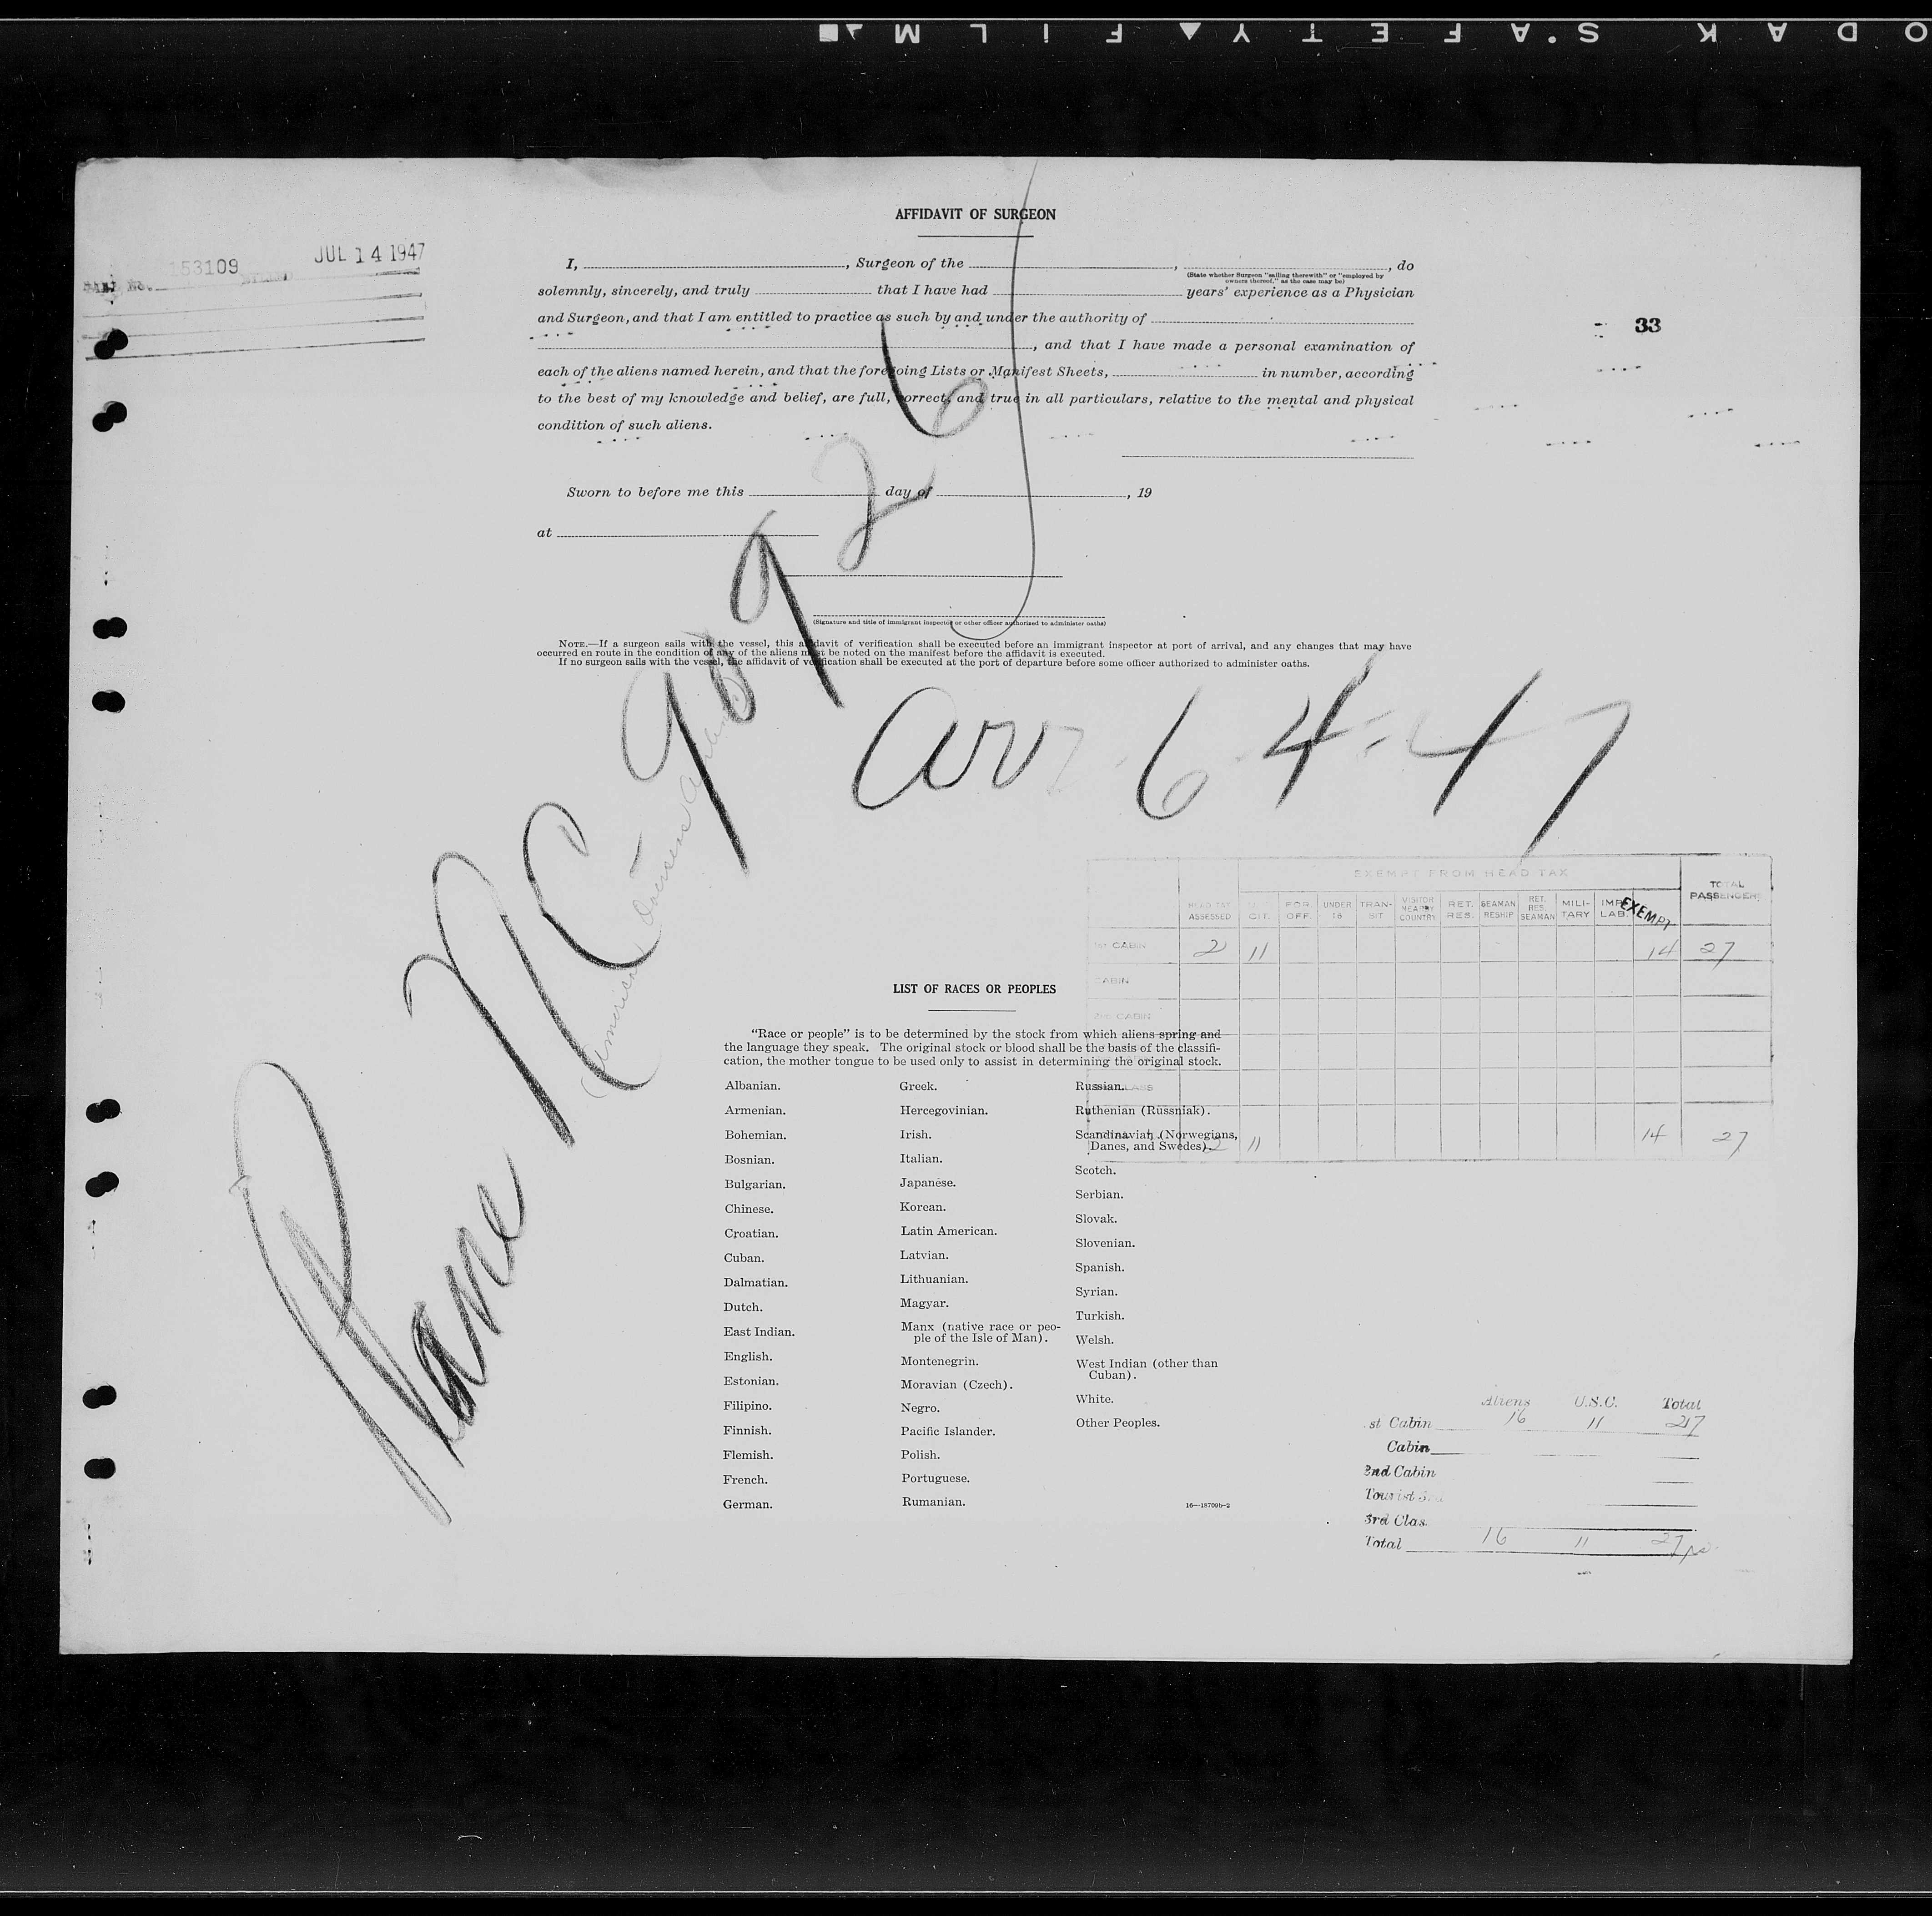 ODAK S'AFETY FILM
AFFIDAVIT OF SURGEON
153109 JUL 14 1947
I, , Surgeon of the , , do
(State whether Surgeon "sailing therewith" or "employed by
owners thereof," as the case may be)
solemnly, sincerely, and truly that I have had years' experience as a Physician
and Surgeon, and that I am entitled to practice as such by and under the authority of
33
, and that I have made a personal examination of
each of the aliens named herein, and that the foregoing Lists or Manifest Sheets, in number, according
to the best of my knowledge and belief, are full, correct, and true in all particulars, relative to the mental and physical
condition of such aliens.
Sworn to before me this day of , 19
at
(Signature and title of immigrant inspector or other officer authorized to administer oaths)
NOTE.—If a surgeon sails with the vessel, this affidavit of verification shall be executed before an immigrant inspector at port of arrival, and any changes that may have
occurred en route in the condition of any of the aliens must be noted on the manifest before the affidavit is executed.
If no surgeon sails with the vessel, the affidavit of verification shall be executed at the port of departure before some officer authorized to administer oaths.
Plane NC 90926
(American Overseas Airlines)
arr 6-4-47
EXEMPT FROM HEAD TAX
HEAD TAX ASSESSED CIT. FOR. OFF. UNDER 16 TRANSIT VISITOR NEARBY COUNTRY RET. RES. SEAMAN RESHIP RET. RES. SEAMAN MILITARY IMP. LAB. EXEMPT TOTAL PASSENGERS
1st CABIN 2 11 14 27
CABIN
2nd CABIN
CLASS
2 11 14 27
LIST OF RACES OR PEOPLES
"Race or people" is to be determined by the stock from which aliens spring and
the language they speak. The original stock or blood shall be the basis of the classifi-
cation, the mother tongue to be used only to assist in determining the original stock.
Albanian.
Armenian.
Bohemian.
Bosnian.
Bulgarian.
Chinese.
Croatian.
Cuban.
Dalmatian.
Dutch.
East Indian.
English.
Estonian.
Filipino.
Finnish.
Flemish.
French.
German.
Greek.
Hercegovinian.
Irish.
Italian.
Japanese.
Korean.
Latin American.
Latvian.
Lithuanian.
Magyar.
Manx (native race or peo-
ple of the Isle of Man).
Montenegrin.
Moravian (Czech).
Negro.
Pacific Islander.
Polish.
Portuguese.
Rumanian.
Russian.
Ruthenian (Russniak).
Scandinavian (Norwegians,
Danes, and Swedes).
Scotch.
Serbian.
Slovak.
Slovenian.
Spanish.
Syrian.
Turkish.
Welsh.
West Indian (other than
Cuban).
White.
Other Peoples.
16—18709b-2
Aliens U.S.C. Total
st Cabin 16 11 27
Cabin
2nd Cabin
Tourist 3rd
3rd Clas.
Total 16 11 27